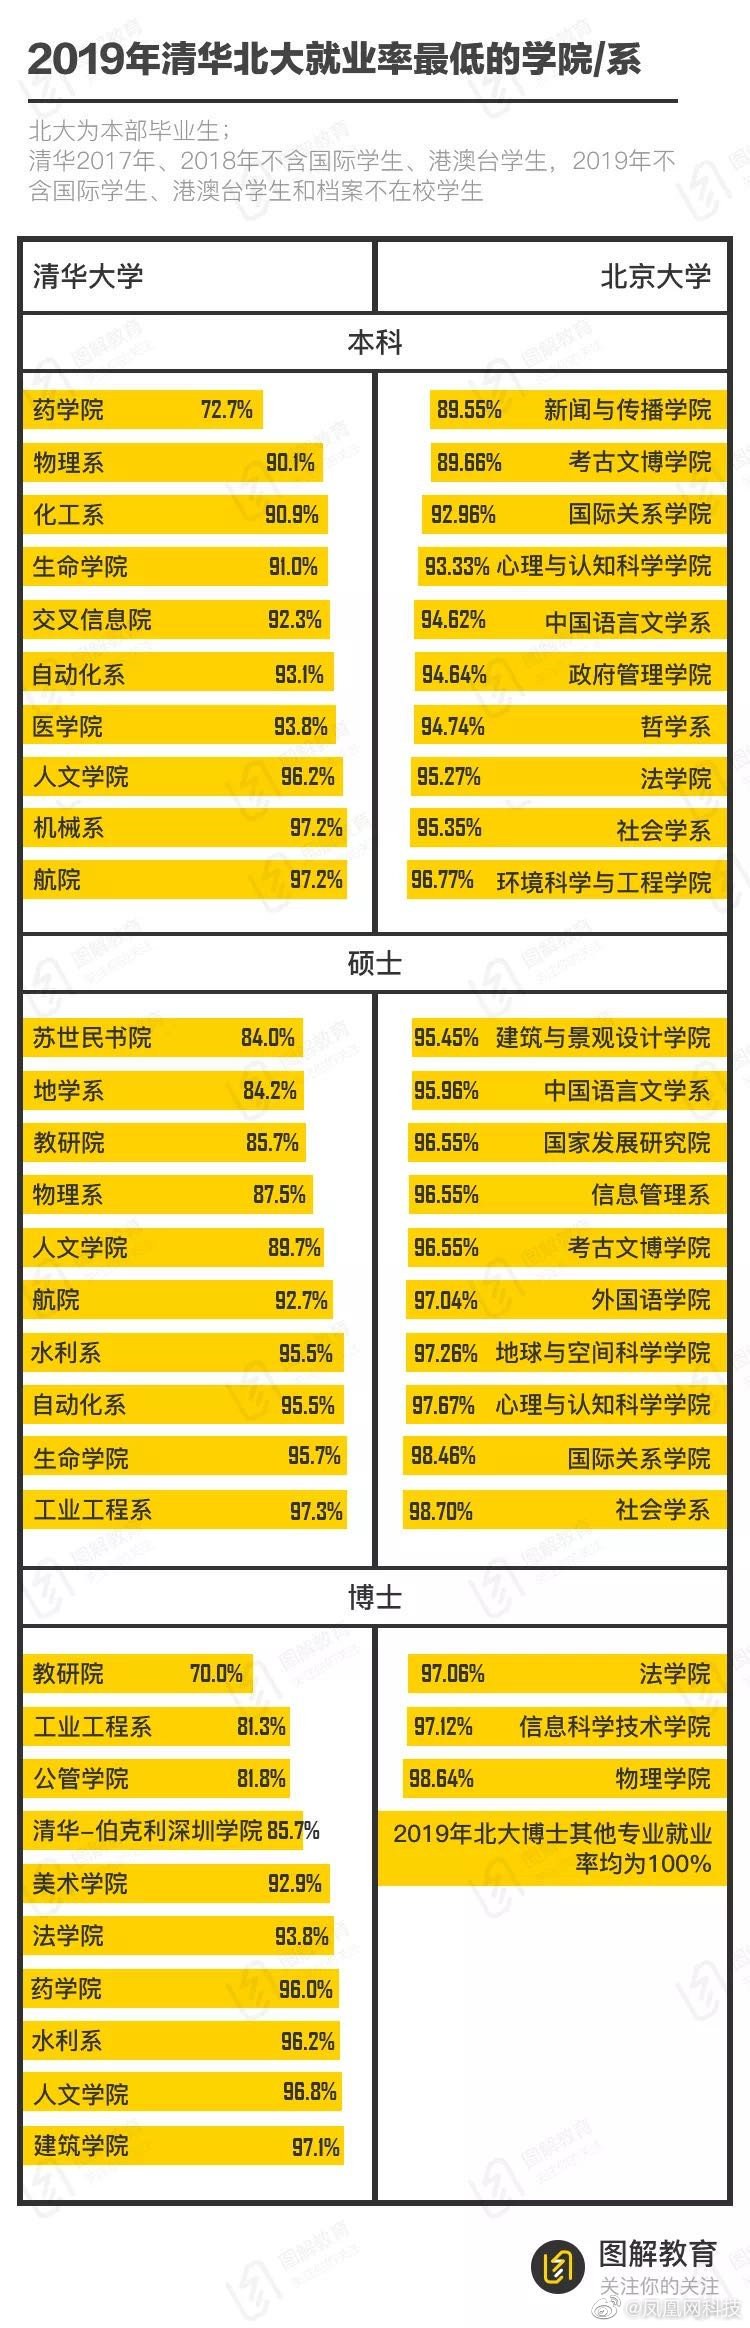 2019年清华北大就业率最低的学院/系
北大为本部毕业生；
清华2017年、2018年不含国际学生、港澳台学生，2019年不
含国际学生、港澳台学生和档案不在校学生
清华大学 北京大学
本科
药学院 72.7% 89.55% 新闻与传播学院
物理系 90.1% 89.66% 考古文博学院
化工系 90.9% 92.96% 国际关系学院
生命学院 91.0% 93.33% 心理与认知科学学院
交叉信息院 92.3% 94.62% 中国语言文学系
自动化系 93.1% 94.64% 政府管理学院
医学院 93.8% 94.74% 哲学系
人文学院 96.2% 95.27% 法学院
机械系 97.2% 95.35% 社会学系
航院 97.2% 96.77% 环境科学与工程学院
硕士
苏世民书院 84.0% 95.45% 建筑与景观设计学院
地学系 84.2% 95.96% 中国语言文学系
教研院 85.7% 96.55% 国家发展研究院
物理系 87.5% 96.55% 信息管理系
人文学院 89.7% 96.55% 考古文博学院
航院 92.7% 97.04% 外国语学院
水利系 95.5% 97.26% 地球与空间科学学院
自动化系 95.5% 97.67% 心理与认知科学学院
生命学院 95.7% 98.46% 国际关系学院
工业工程系 97.3% 98.70% 社会学系
博士
教研院 70.0% 97.06% 法学院
工业工程系 81.3% 97.12% 信息科学技术学院
公管学院 81.8% 98.64% 物理学院
清华-伯克利深圳学院 85.7% 2019年北大博士其他专业就业
率均为100%
美术学院 92.9%
法学院 93.8%
药学院 96.0%
水利系 96.2%
人文学院 96.8%
建筑学院 97.1%
图解教育
关注你的关注
@凤凰网科技